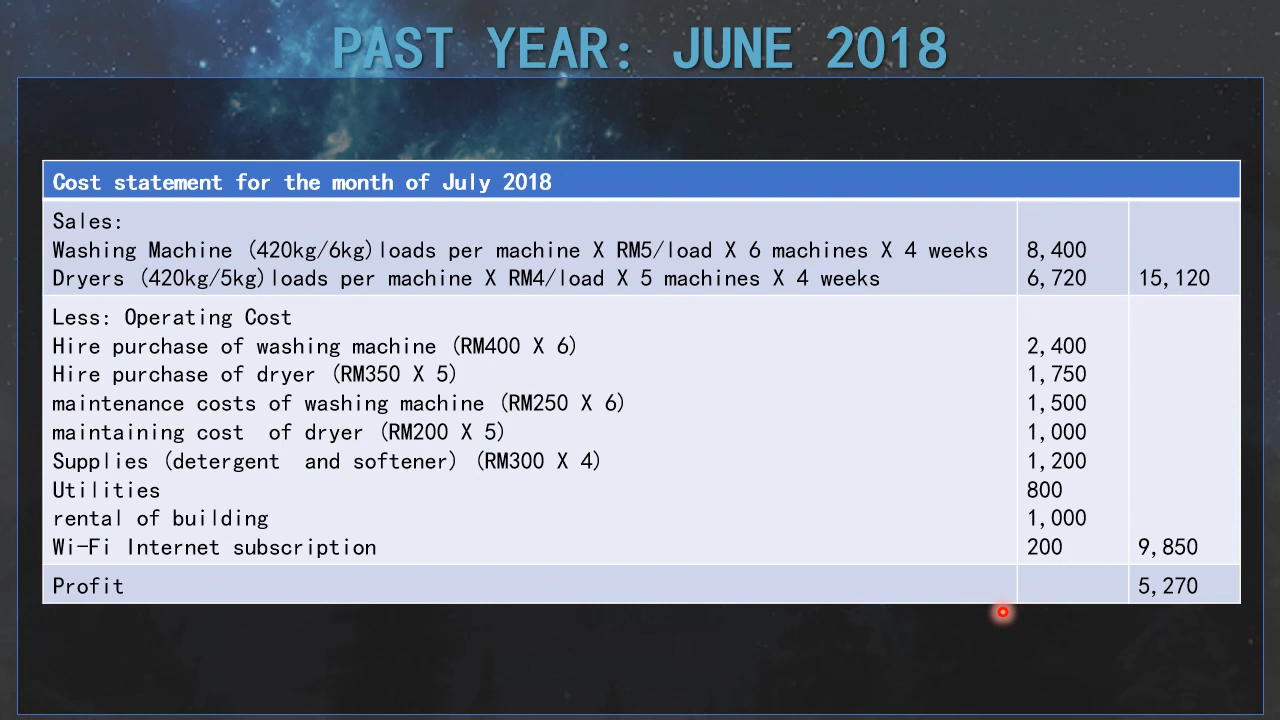 PAST YEAR: JUNE 2018
Cost statement for the month of July 2018
Sales:
Washing Machine (420kg/6kg)loads per machine X RM5/load X 6 machines X 4 weeks 8,400
Dryers (420kg/5kg)loads per machine X RM4/load X 5 machines X 4 weeks 6,720 15,120
Less: Operating Cost
Hire purchase of washing machine (RM400 X 6) 2,400
Hire purchase of dryer (RM350 X 5) 1,750
maintenance costs of washing machine (RM250 X 6) 1,500
maintaining cost  of dryer (RM200 X 5) 1,000
Supplies (detergent  and softener) (RM300 X 4) 1,200
Utilities 800
rental of building 1,000
Wi-Fi Internet subscription 200 9,850
Profit 5,270